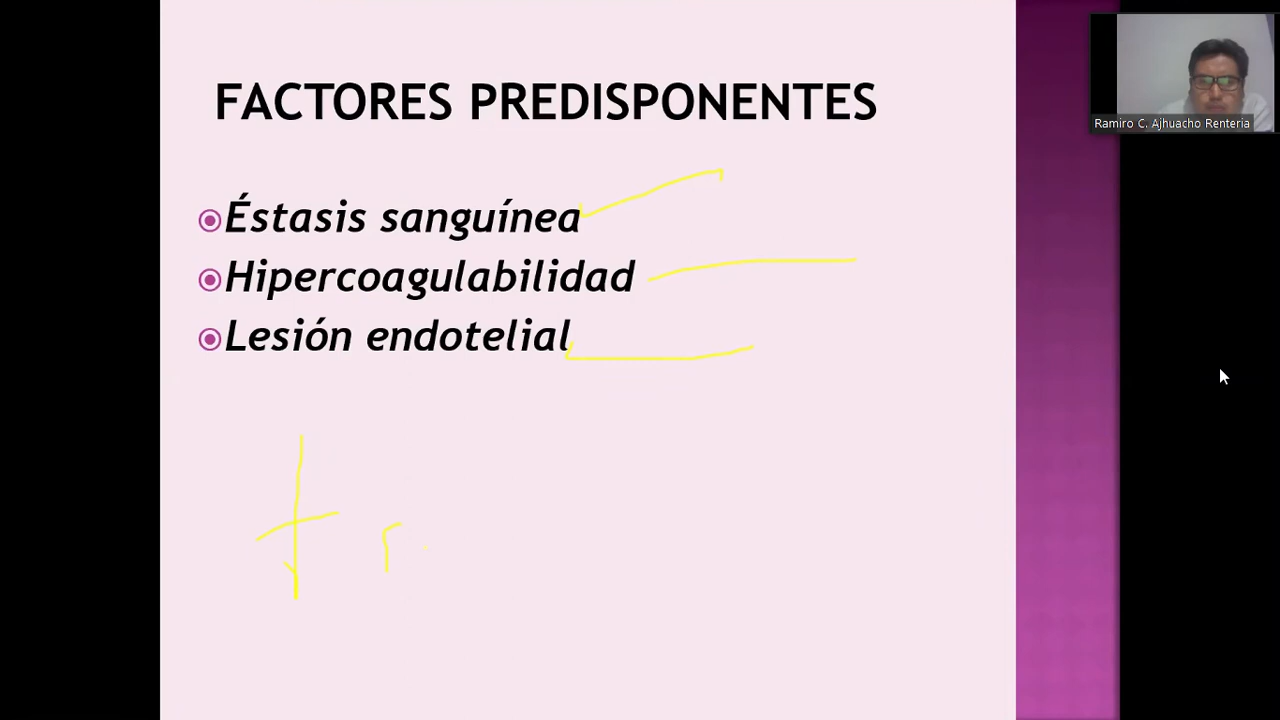 FACTORES PREDISPONENTES
Éstasis sanguínea
Hipercoagulabilidad
Lesión endotelial
Ramiro C. Ajhuacho Renteria